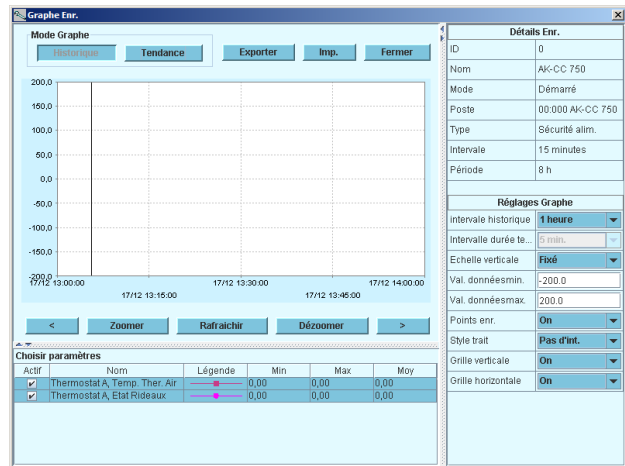 Graphe Enr.
Mode Graphe
Historique Tendance Exporter Imp. Fermer
200,0
150,0
100,0
50,0
0,0
-50,0
-100,0
-150,0
-200,0
17/12 13:00:00 17/12 13:30:00 17/12 14:00:00
17/12 13:15:00 17/12 13:45:00
< Zoomer Rafraichir Dézoomer >
Choisir paramètres
Actif Nom Légende Min Max Moy
Thermostat A, Temp. Ther. Air 0,00 0,00 0,00
Thermostat A, Etat Rideaux 0,00 0,00 0,00
Détails Enr.
ID 0
Nom AK-CC 750
Mode Démarré
Poste 00:000 AK-CC 750
Type Sécurité alim.
Intervale 15 minutes
Période 8 h
Réglages Graphe
intervale historique 1 heure
Intervalle durée te... 5 min.
Echelle verticale Fixé
Val. donnéesmin. -200.0
Val. donnéesmax. 200.0
Points enr. On
Style trait Pas d'int.
Grille verticale On
Grille horizontale On